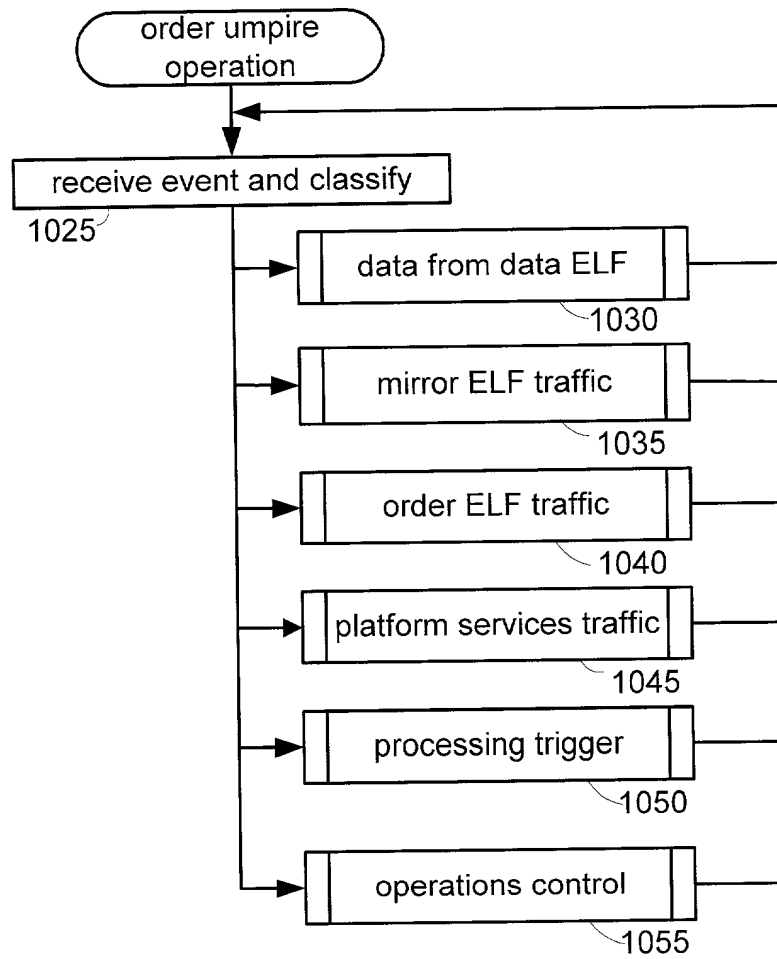 order umpire
operation
receive event and classify
1025
data from data ELF
1030
mirror ELF traffic
1035
order ELF traffic
1040
platform services traffic
1045
processing trigger
1050
operations control
1055